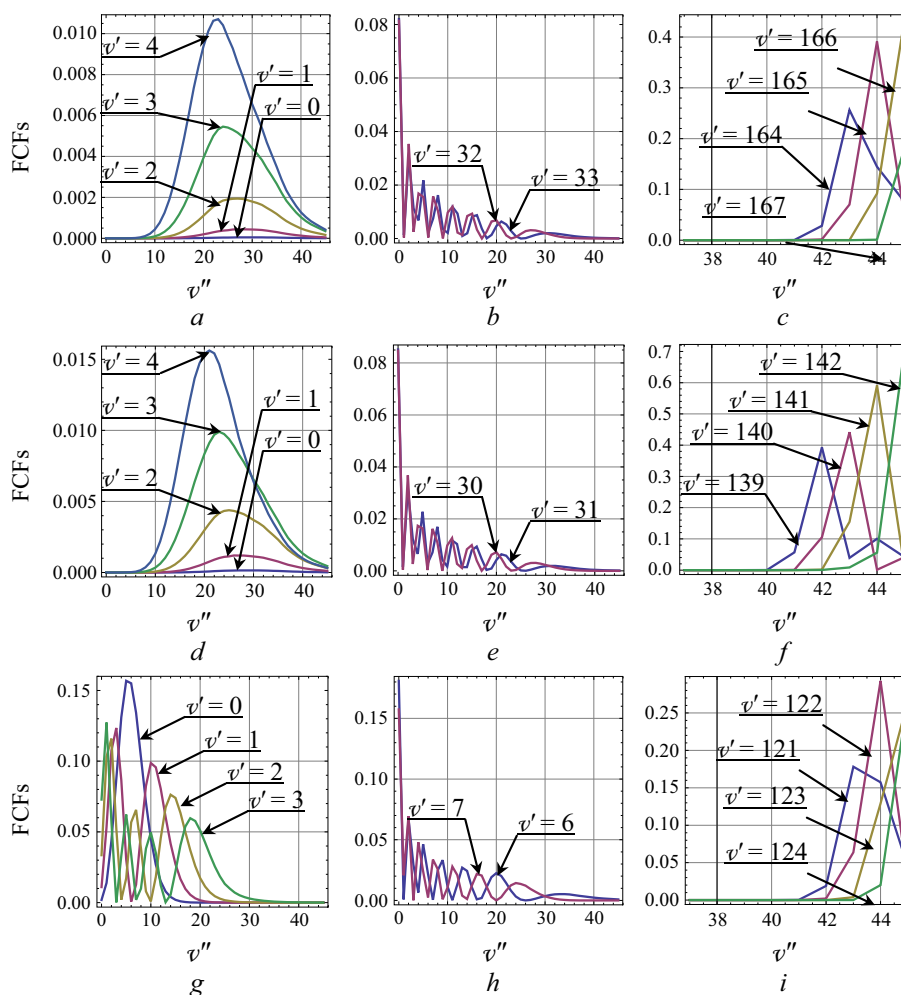 FCFs
0.010
0.008
0.006
0.004
0.002
0.000
0 10 20 30 40
v′ = 4
v′ = 3
v′ = 2
v′ = 1
v′ = 0
v″
a
0.08
0.06
0.04
0.02
0.00
0 10 20 30 40
v′ = 32
v′ = 33
v″
b
0.4
0.3
0.2
0.1
0.0
38 40 42 44
v′ = 166
v′ = 165
v′ = 164
v′ = 167
v″
c
FCFs
0.015
0.010
0.005
0.000
0 10 20 30 40
v′ = 4
v′ = 3
v′ = 2
v′ = 1
v′ = 0
v″
d
0.08
0.06
0.04
0.02
0.00
0 10 20 30 40
v′ = 30
v′ = 31
v″
e
0.7
0.6
0.5
0.4
0.3
0.2
0.1
0.0
38 40 42 44
v′ = 142
v′ = 141
v′ = 140
v′ = 139
v″
f
FCFs
0.15
0.10
0.05
0.00
0 10 20 30 40
v′ = 0
v′ = 1
v′ = 2
v′ = 3
v″
g
0.15
0.10
0.05
0.00
0 10 20 30 40
v′ = 7
v′ = 6
v″
h
0.25
0.20
0.15
0.10
0.05
0.00
38 40 42 44
v′ = 122
v′ = 121
v′ = 123
v′ = 124
v″
i